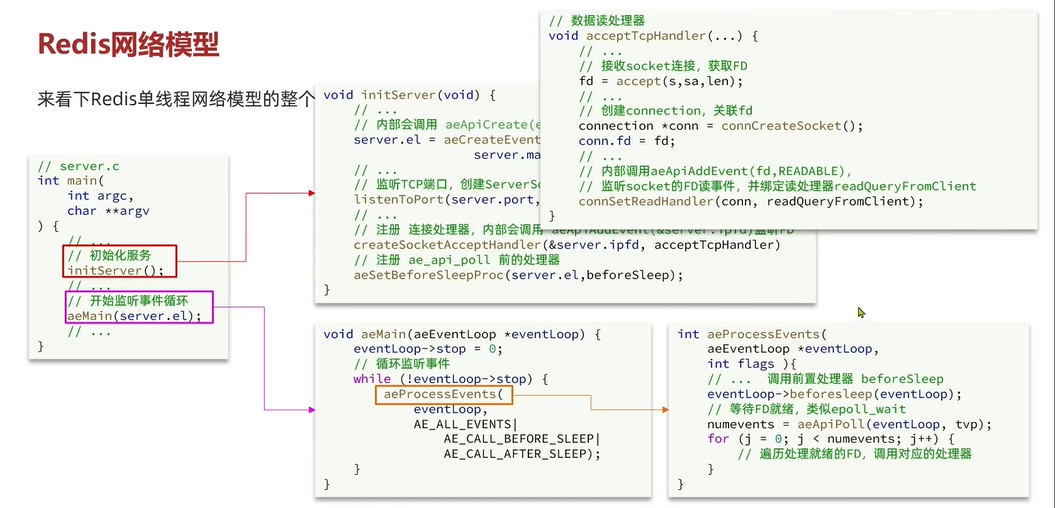 Redis网络模型
来看下Redis单线程网络模型的整个
// server.c
int main(
int argc,
char **argv
) {
// ...
// 初始化服务
initServer();
// ...
// 开始监听事件循环
aeMain(server.el);
// ...
}
void initServer(void) {
// ...
// 内部会调用 aeApiCreate(
server.el = aeCreateEvent
server.ma
// ...
// 监听TCP端口，创建ServerSo
listenToPort(server.port,
// ...
// 注册 连接处理器，内部会调用 aeApiAddEvent(&server.ipfd)监听FD
createSocketAcceptHandler(&server.ipfd, acceptTcpHandler)
// 注册 ae_api_poll 前的处理器
aeSetBeforeSleepProc(server.el,beforeSleep);
}
// 数据读处理器
void acceptTcpHandler(...) {
// ...
// 接收socket连接，获取FD
fd = accept(s,sa,len);
// ...
// 创建connection，关联fd
connection *conn = connCreateSocket();
conn.fd = fd;
// ...
// 内部调用aeApiAddEvent(fd,READABLE)，
// 监听socket的FD读事件，并绑定读处理器readQueryFromClient
connSetReadHandler(conn, readQueryFromClient);
}
void aeMain(aeEventLoop *eventLoop) {
eventLoop->stop = 0;
// 循环监听事件
while (!eventLoop->stop) {
aeProcessEvents(
eventLoop,
AE_ALL_EVENTS|
AE_CALL_BEFORE_SLEEP|
AE_CALL_AFTER_SLEEP);
}
}
int aeProcessEvents(
aeEventLoop *eventLoop,
int flags ){
// ... 调用前置处理器 beforeSleep
eventLoop->beforesleep(eventLoop);
// 等待FD就绪，类似epoll_wait
numevents = aeApiPoll(eventLoop, tvp);
for (j = 0; j < numevents; j++) {
// 遍历处理就绪的FD，调用对应的处理器
}
}